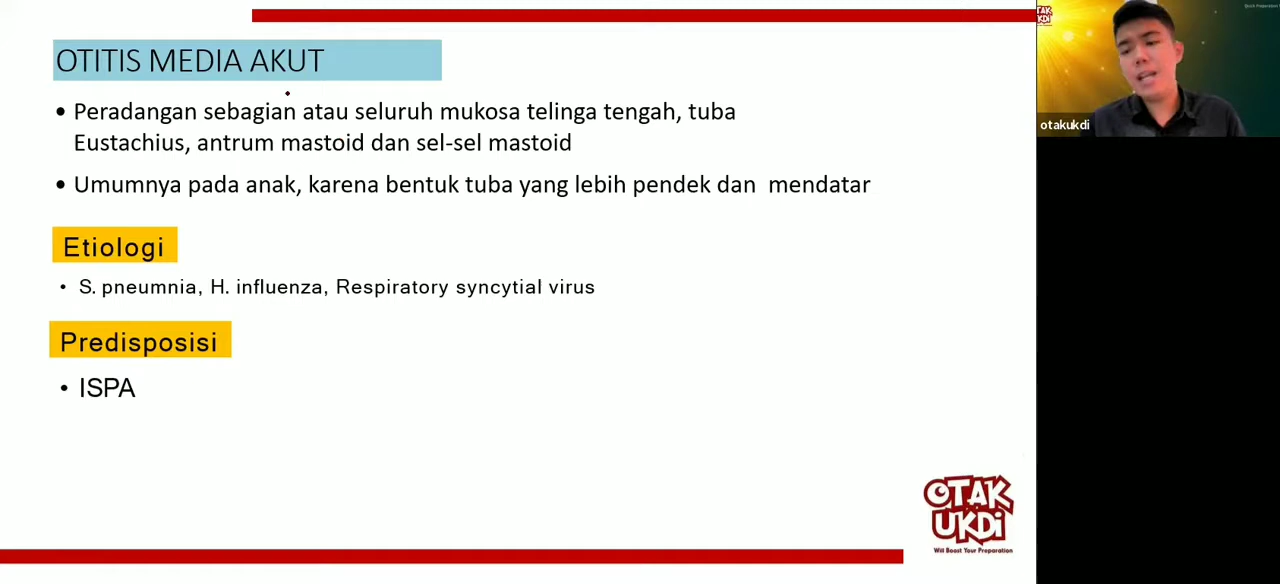 OTITIS MEDIA AKUT
• Peradangan sebagian atau seluruh mukosa telinga tengah, tuba
Eustachius, antrum mastoid dan sel-sel mastoid
• Umumnya pada anak, karena bentuk tuba yang lebih pendek dan mendatar
Etiologi
• S. pneumnia, H. influenza, Respiratory syncytial virus
Predisposisi
• ISPA
OTAK
UKDI
Will Boost Your Preparation
otakukdi